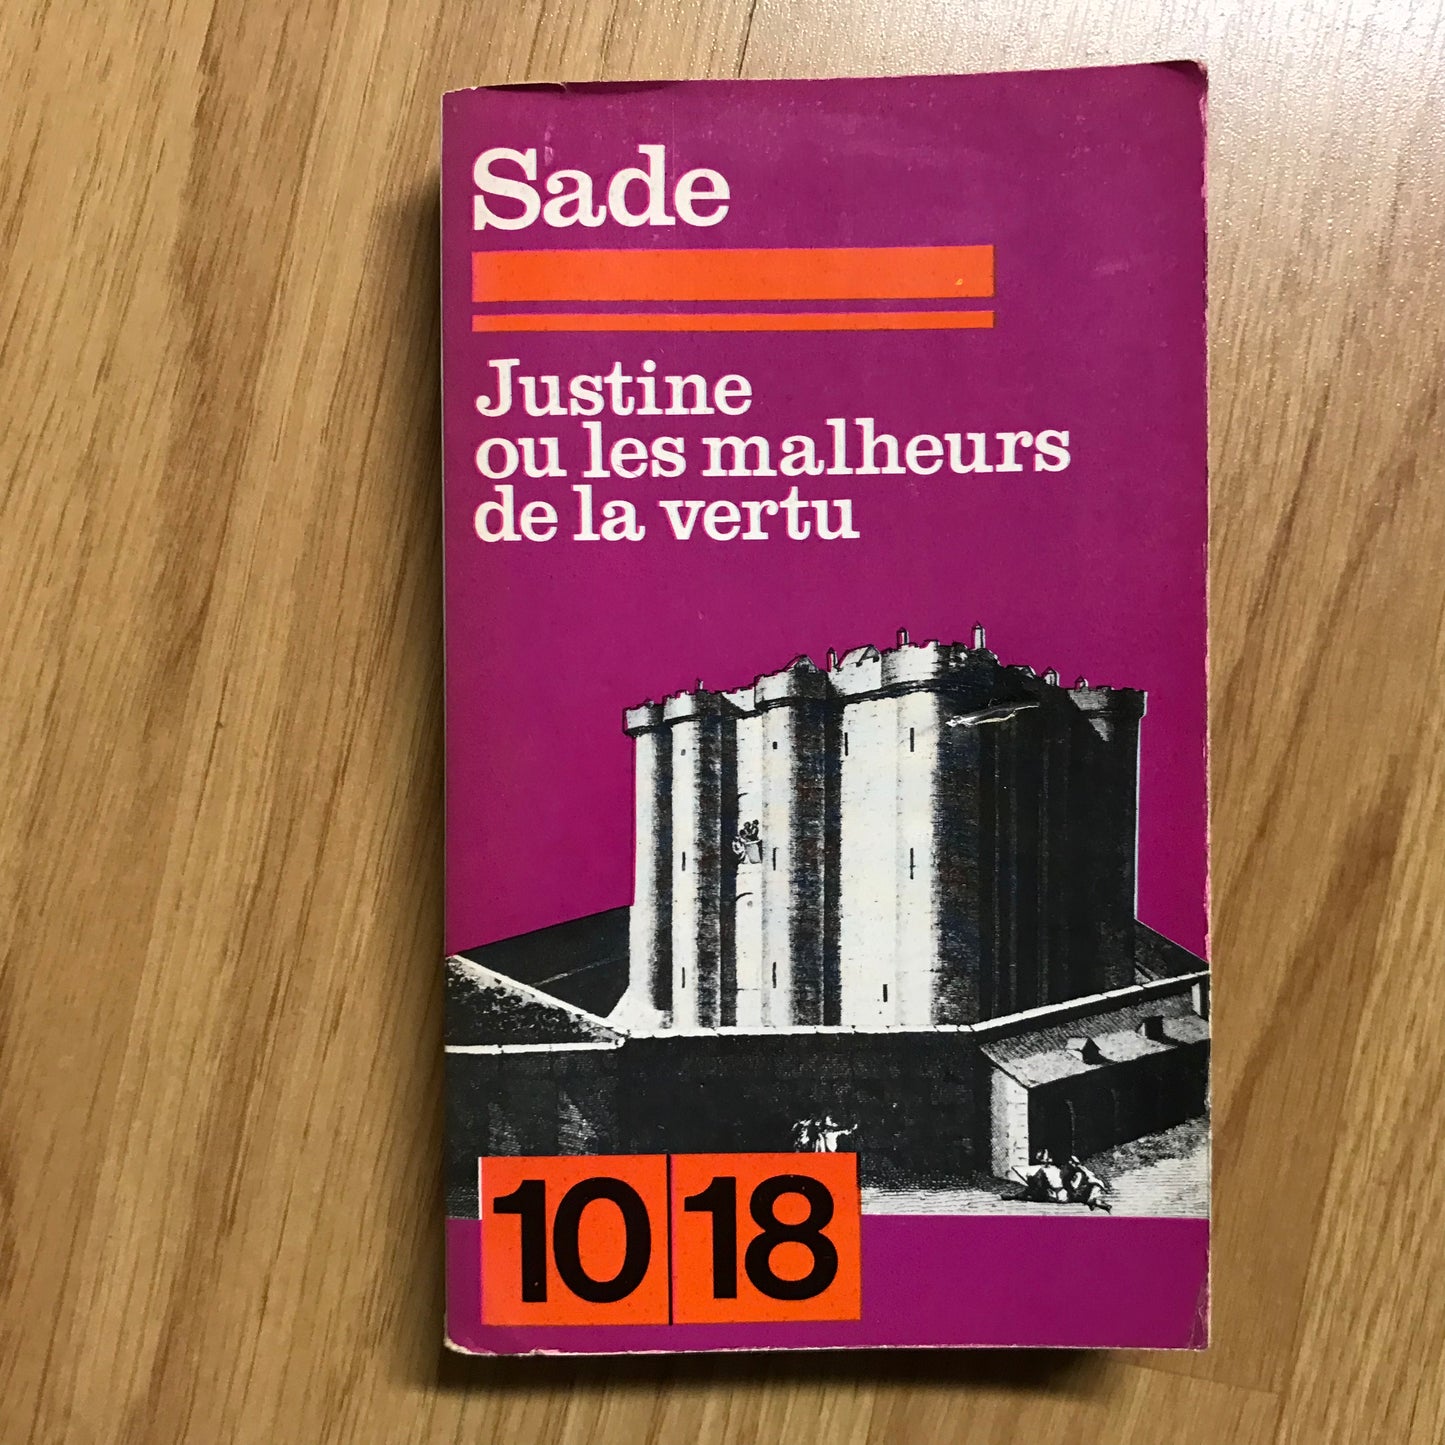 Sade
Justine
ou les malheurs
de la vertu
10 18